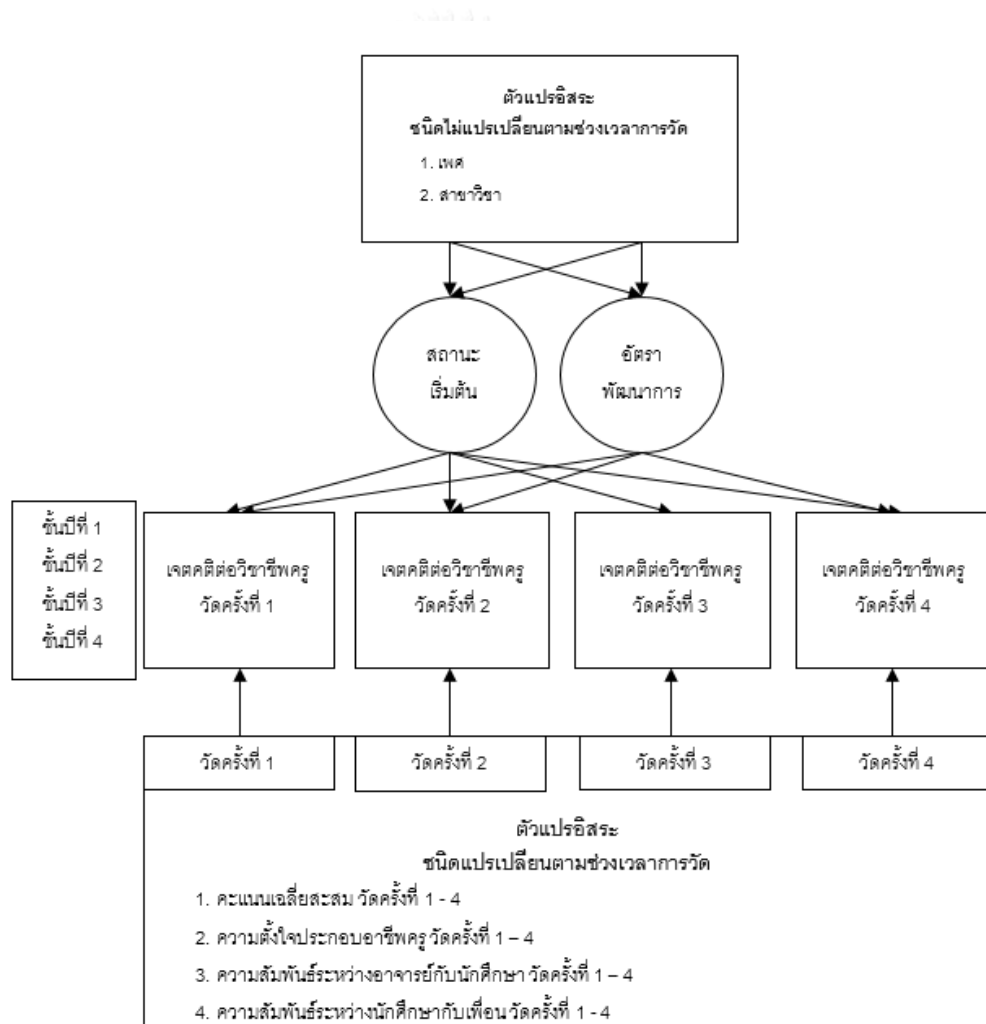 ตัวแปรอิสระ
ชนิดไม่แปรเปลี่ยนตามช่วงเวลาการวัด
1. เพศ
2. สาขาวิชา
สถานะ
เริ่มต้น
อัตรา
พัฒนาการ
ชั้นปีที่ 1
ชั้นปีที่ 2
ชั้นปีที่ 3
ชั้นปีที่ 4
เจตคติต่อวิชาชีพครู
วัดครั้งที่ 1
เจตคติต่อวิชาชีพครู
วัดครั้งที่ 2
เจตคติต่อวิชาชีพครู
วัดครั้งที่ 3
เจตคติต่อวิชาชีพครู
วัดครั้งที่ 4
วัดครั้งที่ 1
วัดครั้งที่ 2
วัดครั้งที่ 3
วัดครั้งที่ 4
ตัวแปรอิสระ
ชนิดแปรเปลี่ยนตามช่วงเวลาการวัด
1. คะแนนเฉลี่ยสะสม วัดครั้งที่ 1 - 4
2. ความตั้งใจประกอบอาชีพครู วัดครั้งที่ 1 – 4
3. ความสัมพันธ์ระหว่างอาจารย์กับนักศึกษา วัดครั้งที่ 1 – 4
4. ความสัมพันธ์ระหว่างนักศึกษากับเพื่อน วัดครั้งที่ 1 - 4